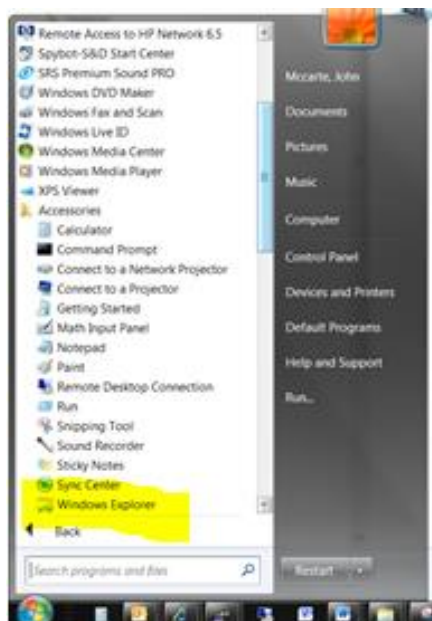 Remote Access to HP Network 6.5
Spybot-S&D Start Center
SRS Premium Sound PRO
Windows DVD Maker
Windows Fax and Scan
Windows Live ID
Windows Media Center
Windows Media Player
XPS Viewer
Accessories
Calculator
Command Prompt
Connect to a Network Projector
Connect to a Projector
Getting Started
Math Input Panel
Notepad
Paint
Remote Desktop Connection
Run
Snipping Tool
Sound Recorder
Sticky Notes
Sync Center
Windows Explorer
Back
Search programs and files
Mccarte, John
Documents
Pictures
Music
Computer
Control Panel
Devices and Printers
Default Programs
Help and Support
Run...
Restart